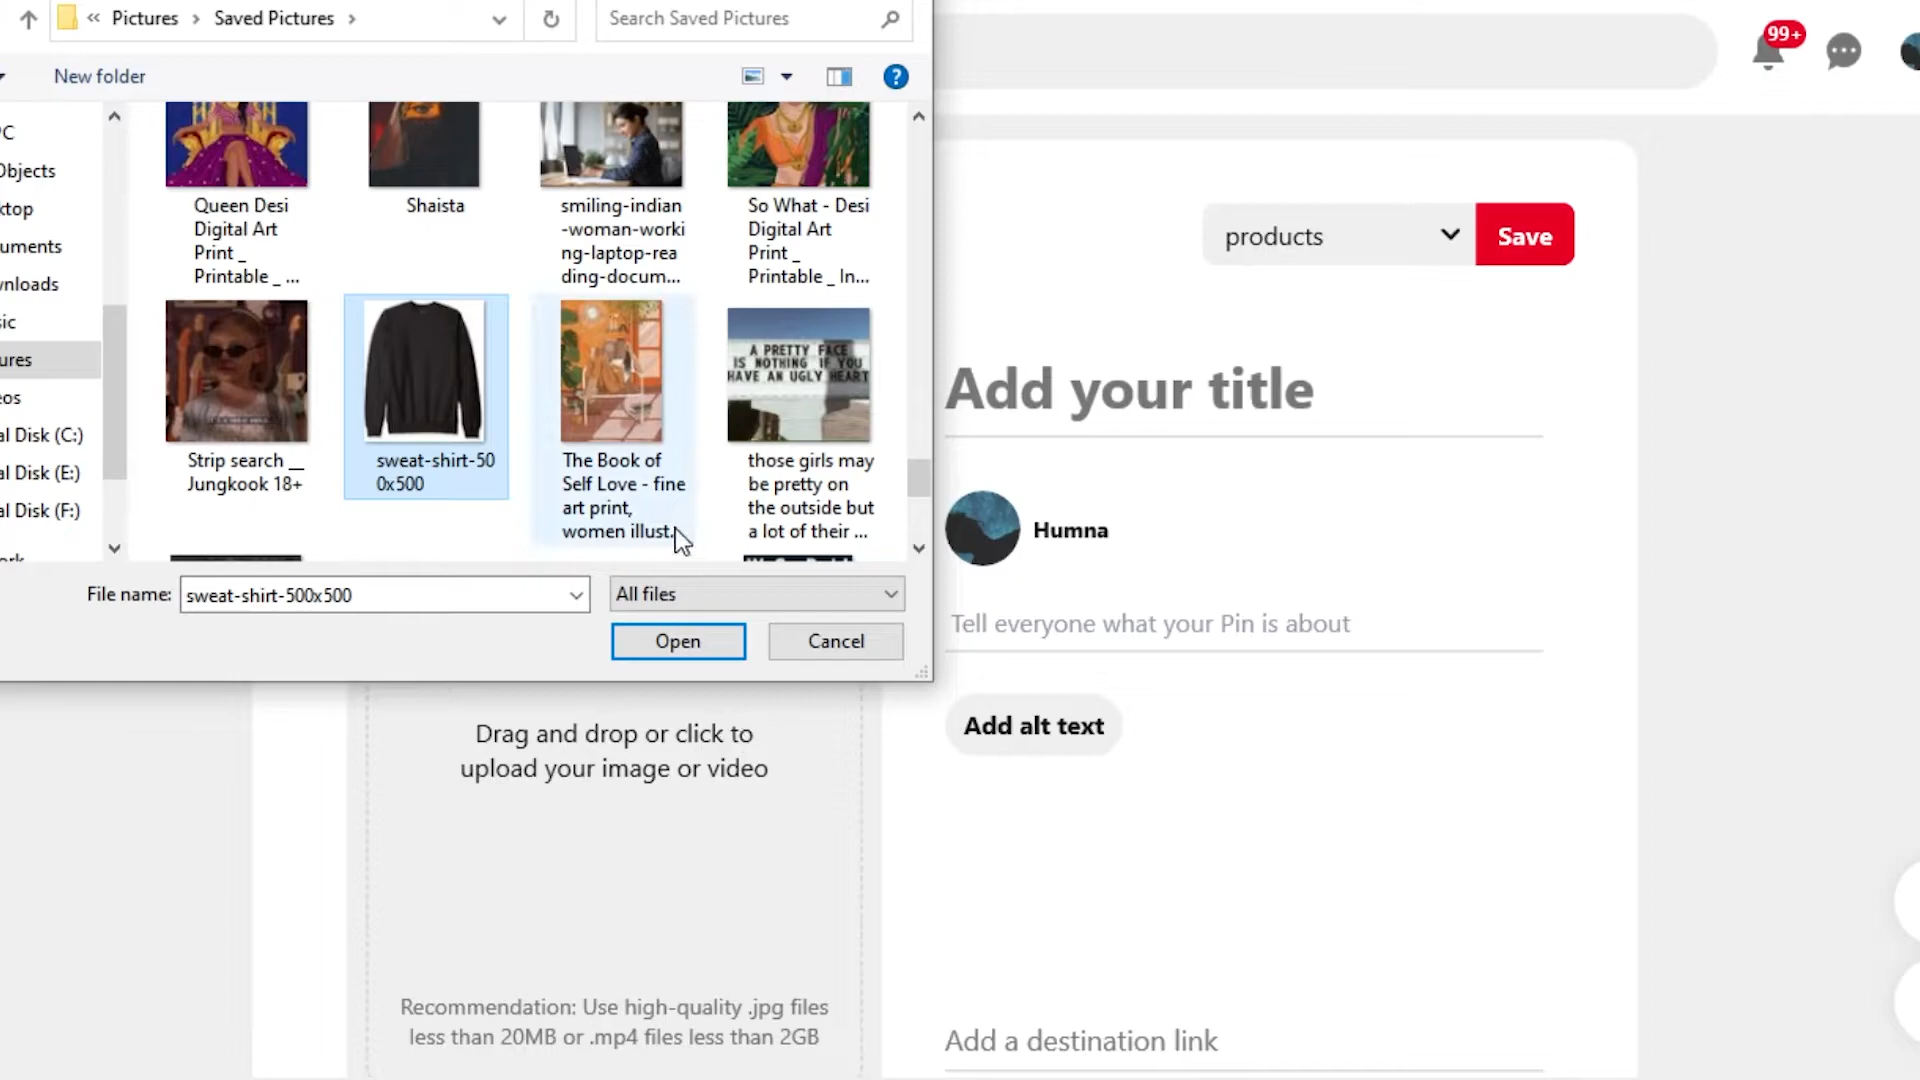 « Pictures > Saved Pictures >
Search Saved Pictures
99+
New folder
?
Queen Desi
Digital Art
Print _
Printable _ ...
Shaista
smiling-indian
-woman-worki
ng-laptop-rea
ding-docum...
So What - Desi
Digital Art
Print _
Printable _ In...
A PRETTY FACE
IS NOTHING IF YOU
HAVE AN UGLY HEART
Strip search __
Jungkook 18+
sweat-shirt-50
0x500
The Book of
Self Love - fine
art print,
women illust...
those girls may
be pretty on
the outside but
a lot of their ...
C
Objects
ktop
uments
wnloads
ic
ures
eos
al Disk (C:)
al Disk (E:)
al Disk (F:)
File name: sweat-shirt-500x500
All files
Open
Cancel
products
Save
Add your title
Humna
Tell everyone what your Pin is about
Add alt text
Drag and drop or click to
upload your image or video
Recommendation: Use high-quality .jpg files
less than 20MB or .mp4 files less than 2GB
Add a destination link